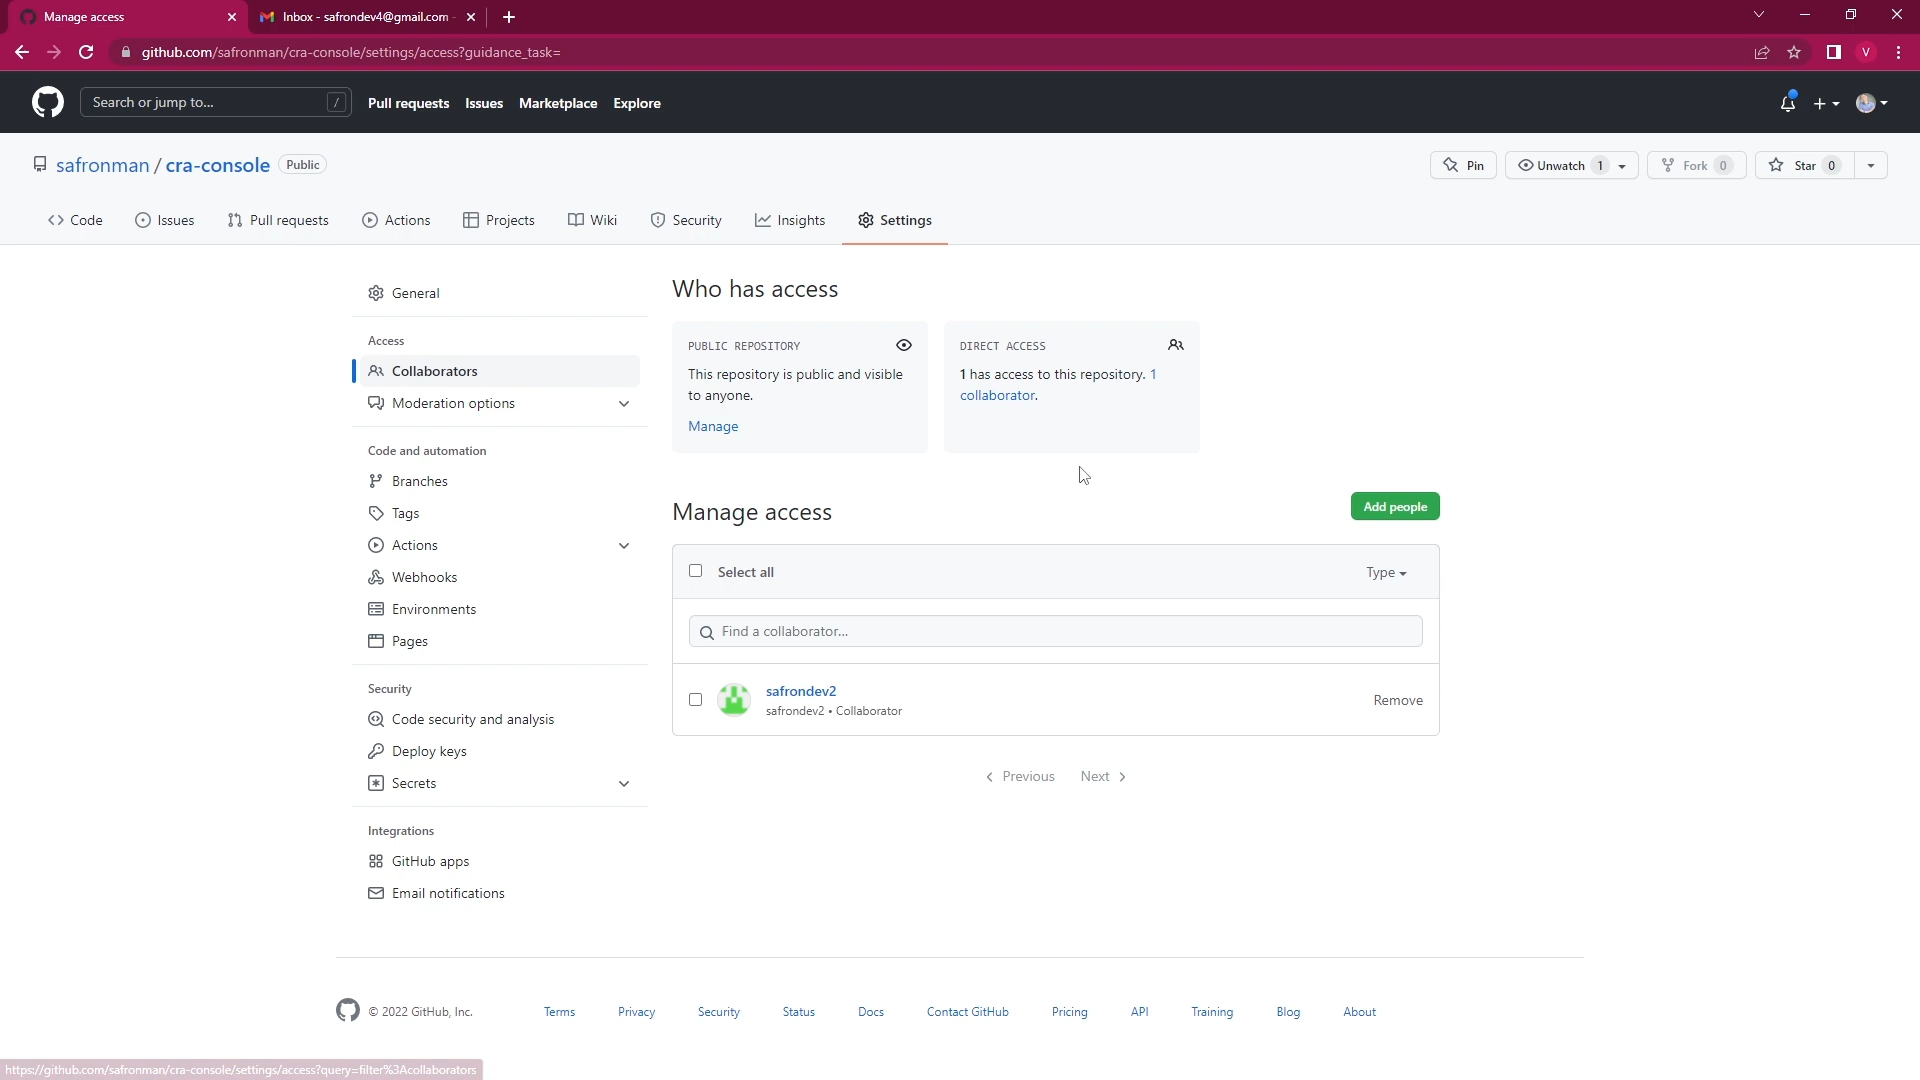 Manage access
Inbox - safrondev4@gmail.com -
github.com/safronman/cra-console/settings/access?guidance_task=
V
Search or jump to...
/
Pull requests
Issues
Marketplace
Explore
safronman / cra-console
Public
Pin
Unwatch 1
Fork 0
Star 0
Code
Issues
Pull requests
Actions
Projects
Wiki
Security
Insights
Settings
General
Access
Collaborators
Moderation options
Code and automation
Branches
Tags
Actions
Webhooks
Environments
Pages
Security
Code security and analysis
Deploy keys
Secrets
Integrations
GitHub apps
Email notifications
Who has access
PUBLIC REPOSITORY
This repository is public and visible
to anyone.
Manage
DIRECT ACCESS
1 has access to this repository. 1
collaborator.
Manage access
Add people
Select all
Type
Find a collaborator...
safrondev2
safrondev2 • Collaborator
Remove
Previous
Next
© 2022 GitHub, Inc.
Terms
Privacy
Security
Status
Docs
Contact GitHub
Pricing
API
Training
Blog
About
https://github.com/safronman/cra-console/settings/access?query=filter%3Acollaborators